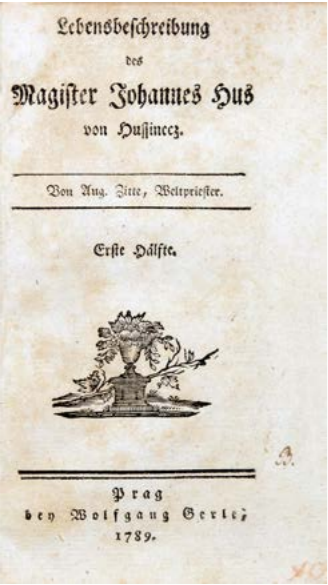 Lebensbeschreibung
des
Magister Johannes Hus
von Hussinecz.
Von Aug. Zitte, Weltpriester.
Erste Hälfte.
Prag
bey Wolfgang Gerle,
1789.
B.